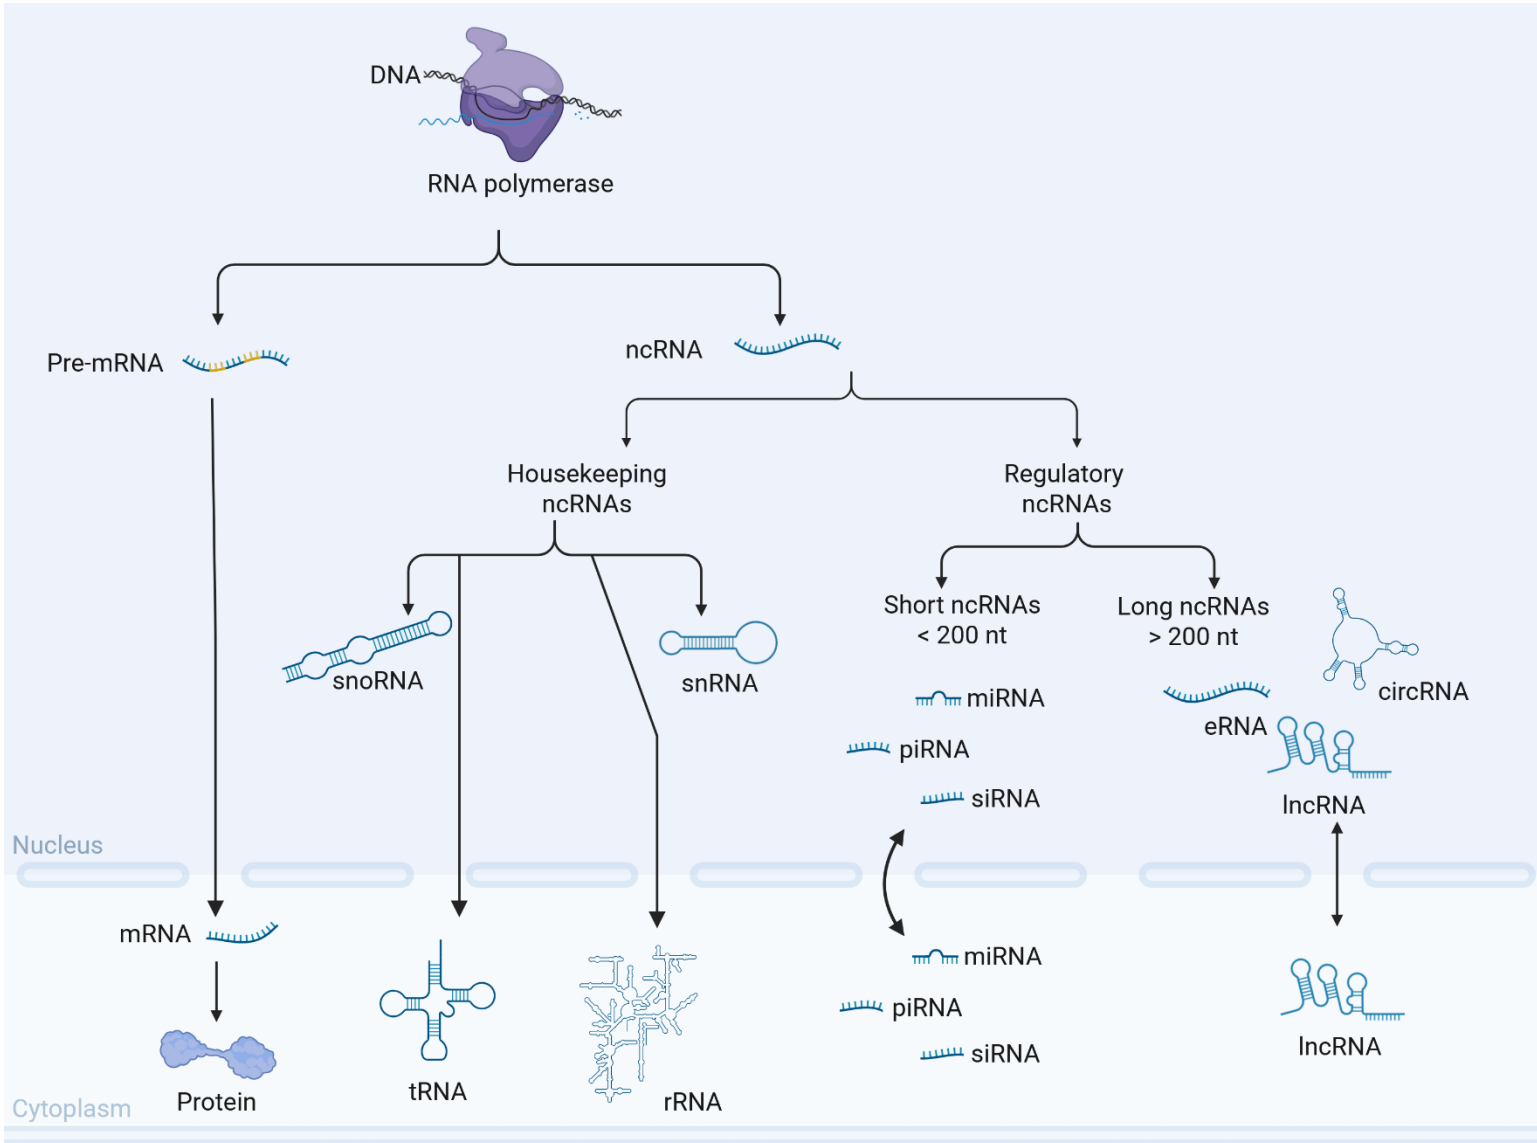 DNA
RNA polymerase
Pre-mRNA
ncRNA
Housekeeping
ncRNAs
Regulatory
ncRNAs
Short ncRNAs
< 200 nt
Long ncRNAs
> 200 nt
snoRNA
snRNA
miRNA
circRNA
eRNA
piRNA
siRNA
lncRNA
Nucleus
mRNA
miRNA
piRNA
siRNA
lncRNA
tRNA
Protein
rRNA
Cytoplasm